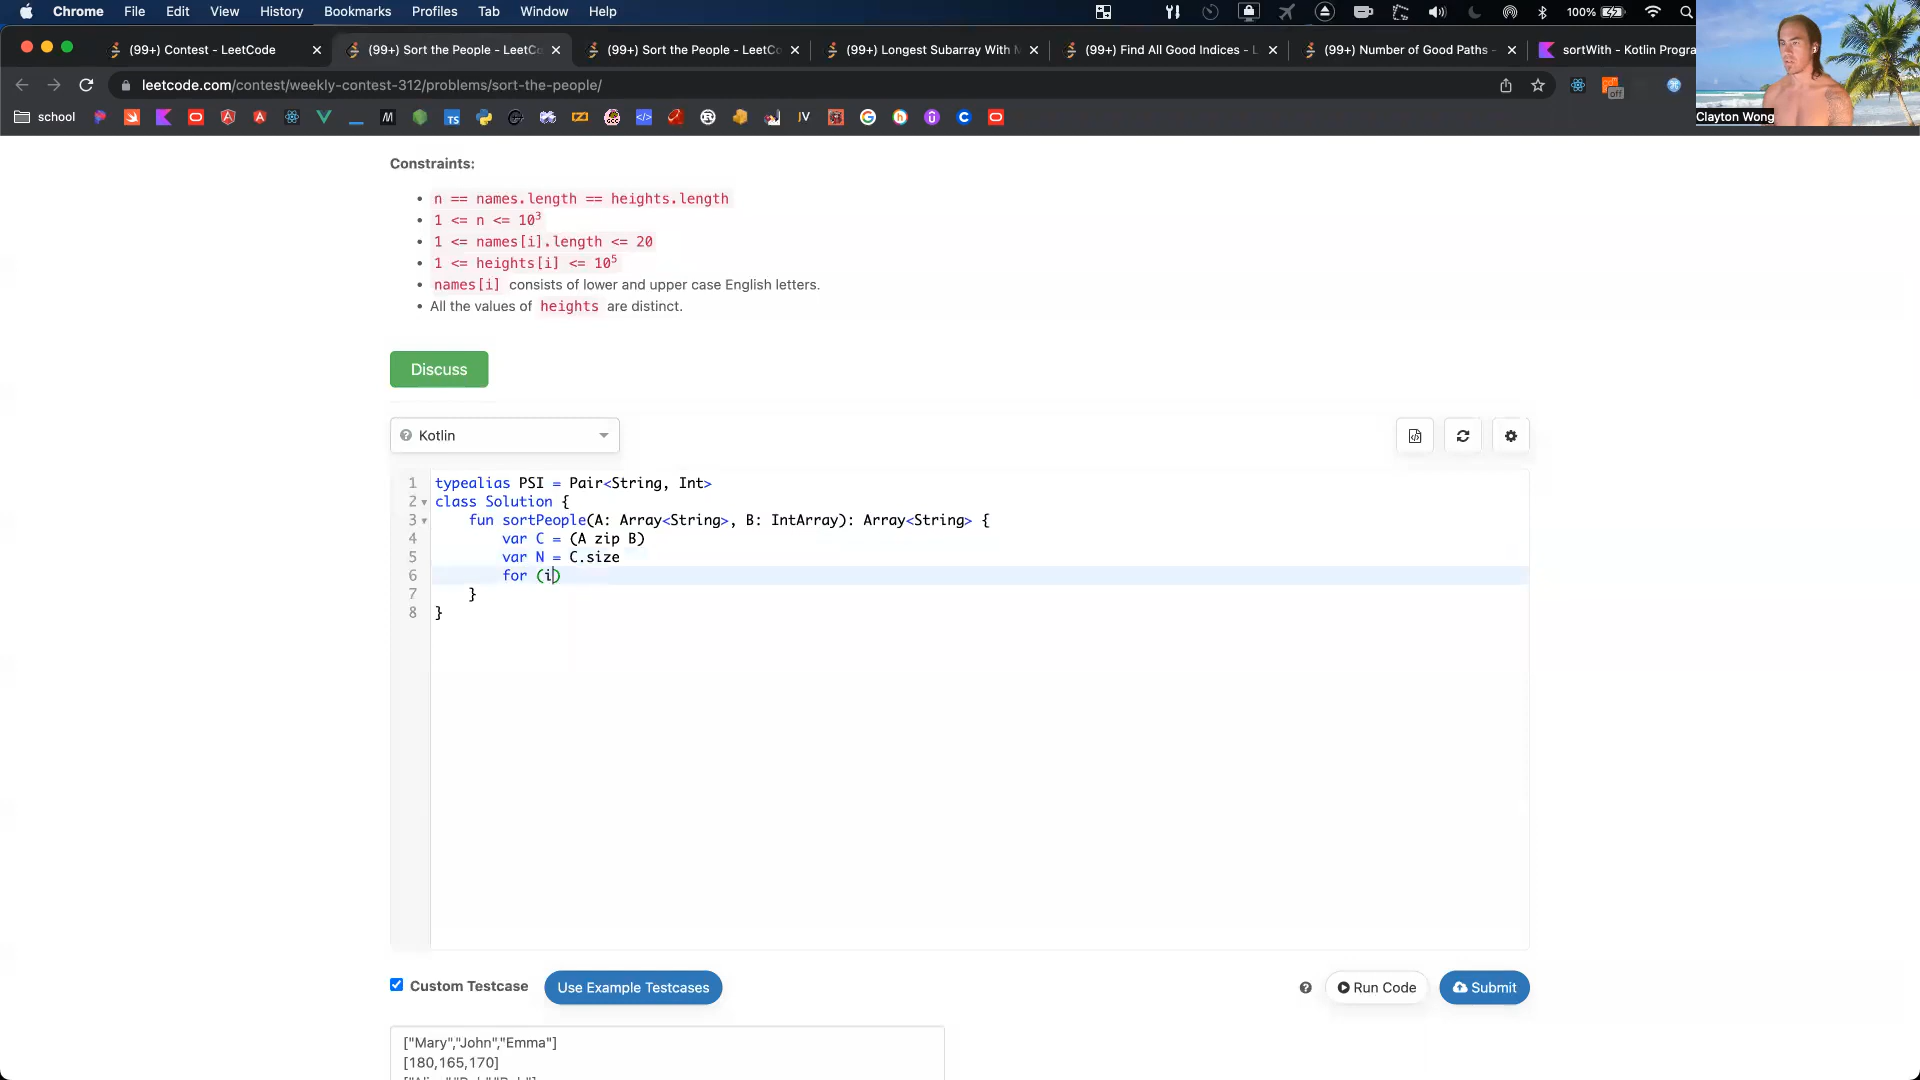 Chrome File Edit View History Bookmarks Profiles Tab Window Help 100%
(99+) Contest - LeetCode
(99+) Sort the People - LeetCo
(99+) Sort the People - LeetCo
(99+) Longest Subarray With M
(99+) Find All Good Indices - L
(99+) Number of Good Paths -
sortWith - Kotlin Progra
leetcode.com/contest/weekly-contest-312/problems/sort-the-people/
off
Clayton Wong
school
TS
JV
Constraints:
n == names.length == heights.length
1 <= n <= 10³
1 <= names[i].length <= 20
1 <= heights[i] <= 10⁵
names[i] consists of lower and upper case English letters.
All the values of heights are distinct.
Discuss
Kotlin
1 typealias PSI = Pair<String, Int>
2 class Solution {
3 fun sortPeople(A: Array<String>, B: IntArray): Array<String> {
4 var C = (A zip B)
5 var N = C.size
6 for (i)
7 }
8 }
Custom Testcase
Use Example Testcases
Run Code
Submit
["Mary","John","Emma"]
[180,165,170]